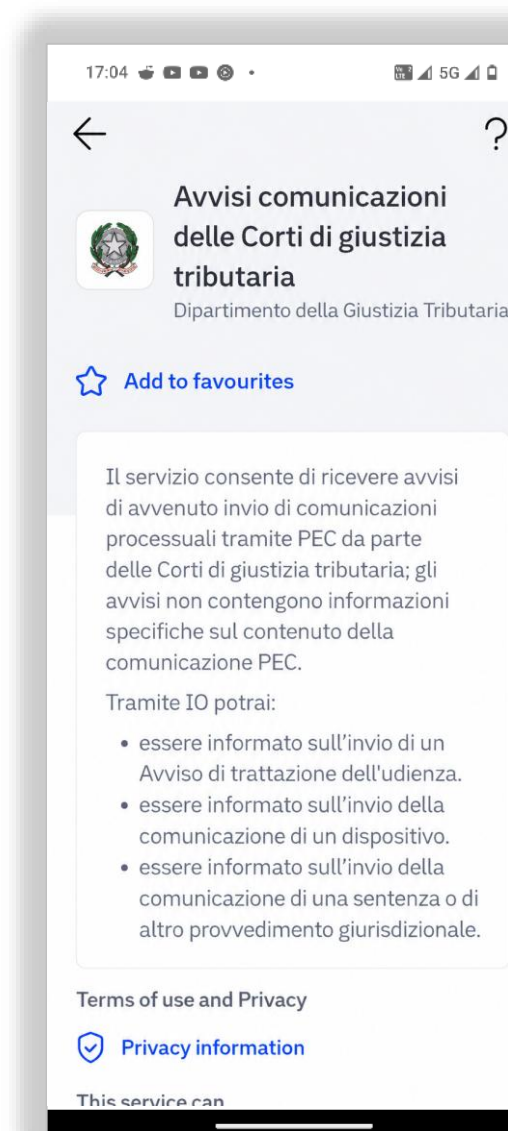 17:04
Vo LTE 2 5G
?
Avvisi comunicazioni
delle Corti di giustizia
tributaria
Dipartimento della Giustizia Tributaria
Add to favourites
Il servizio consente di ricevere avvisi
di avvenuto invio di comunicazioni
processuali tramite PEC da parte
delle Corti di giustizia tributaria; gli
avvisi non contengono informazioni
specifiche sul contenuto della
comunicazione PEC.
Tramite IO potrai:
• essere informato sull'invio di un
Avviso di trattazione dell'udienza.
• essere informato sull'invio della
comunicazione di un dispositivo.
• essere informato sull'invio della
comunicazione di una sentenza o di
altro provvedimento giurisdizionale.
Terms of use and Privacy
Privacy information
This service can